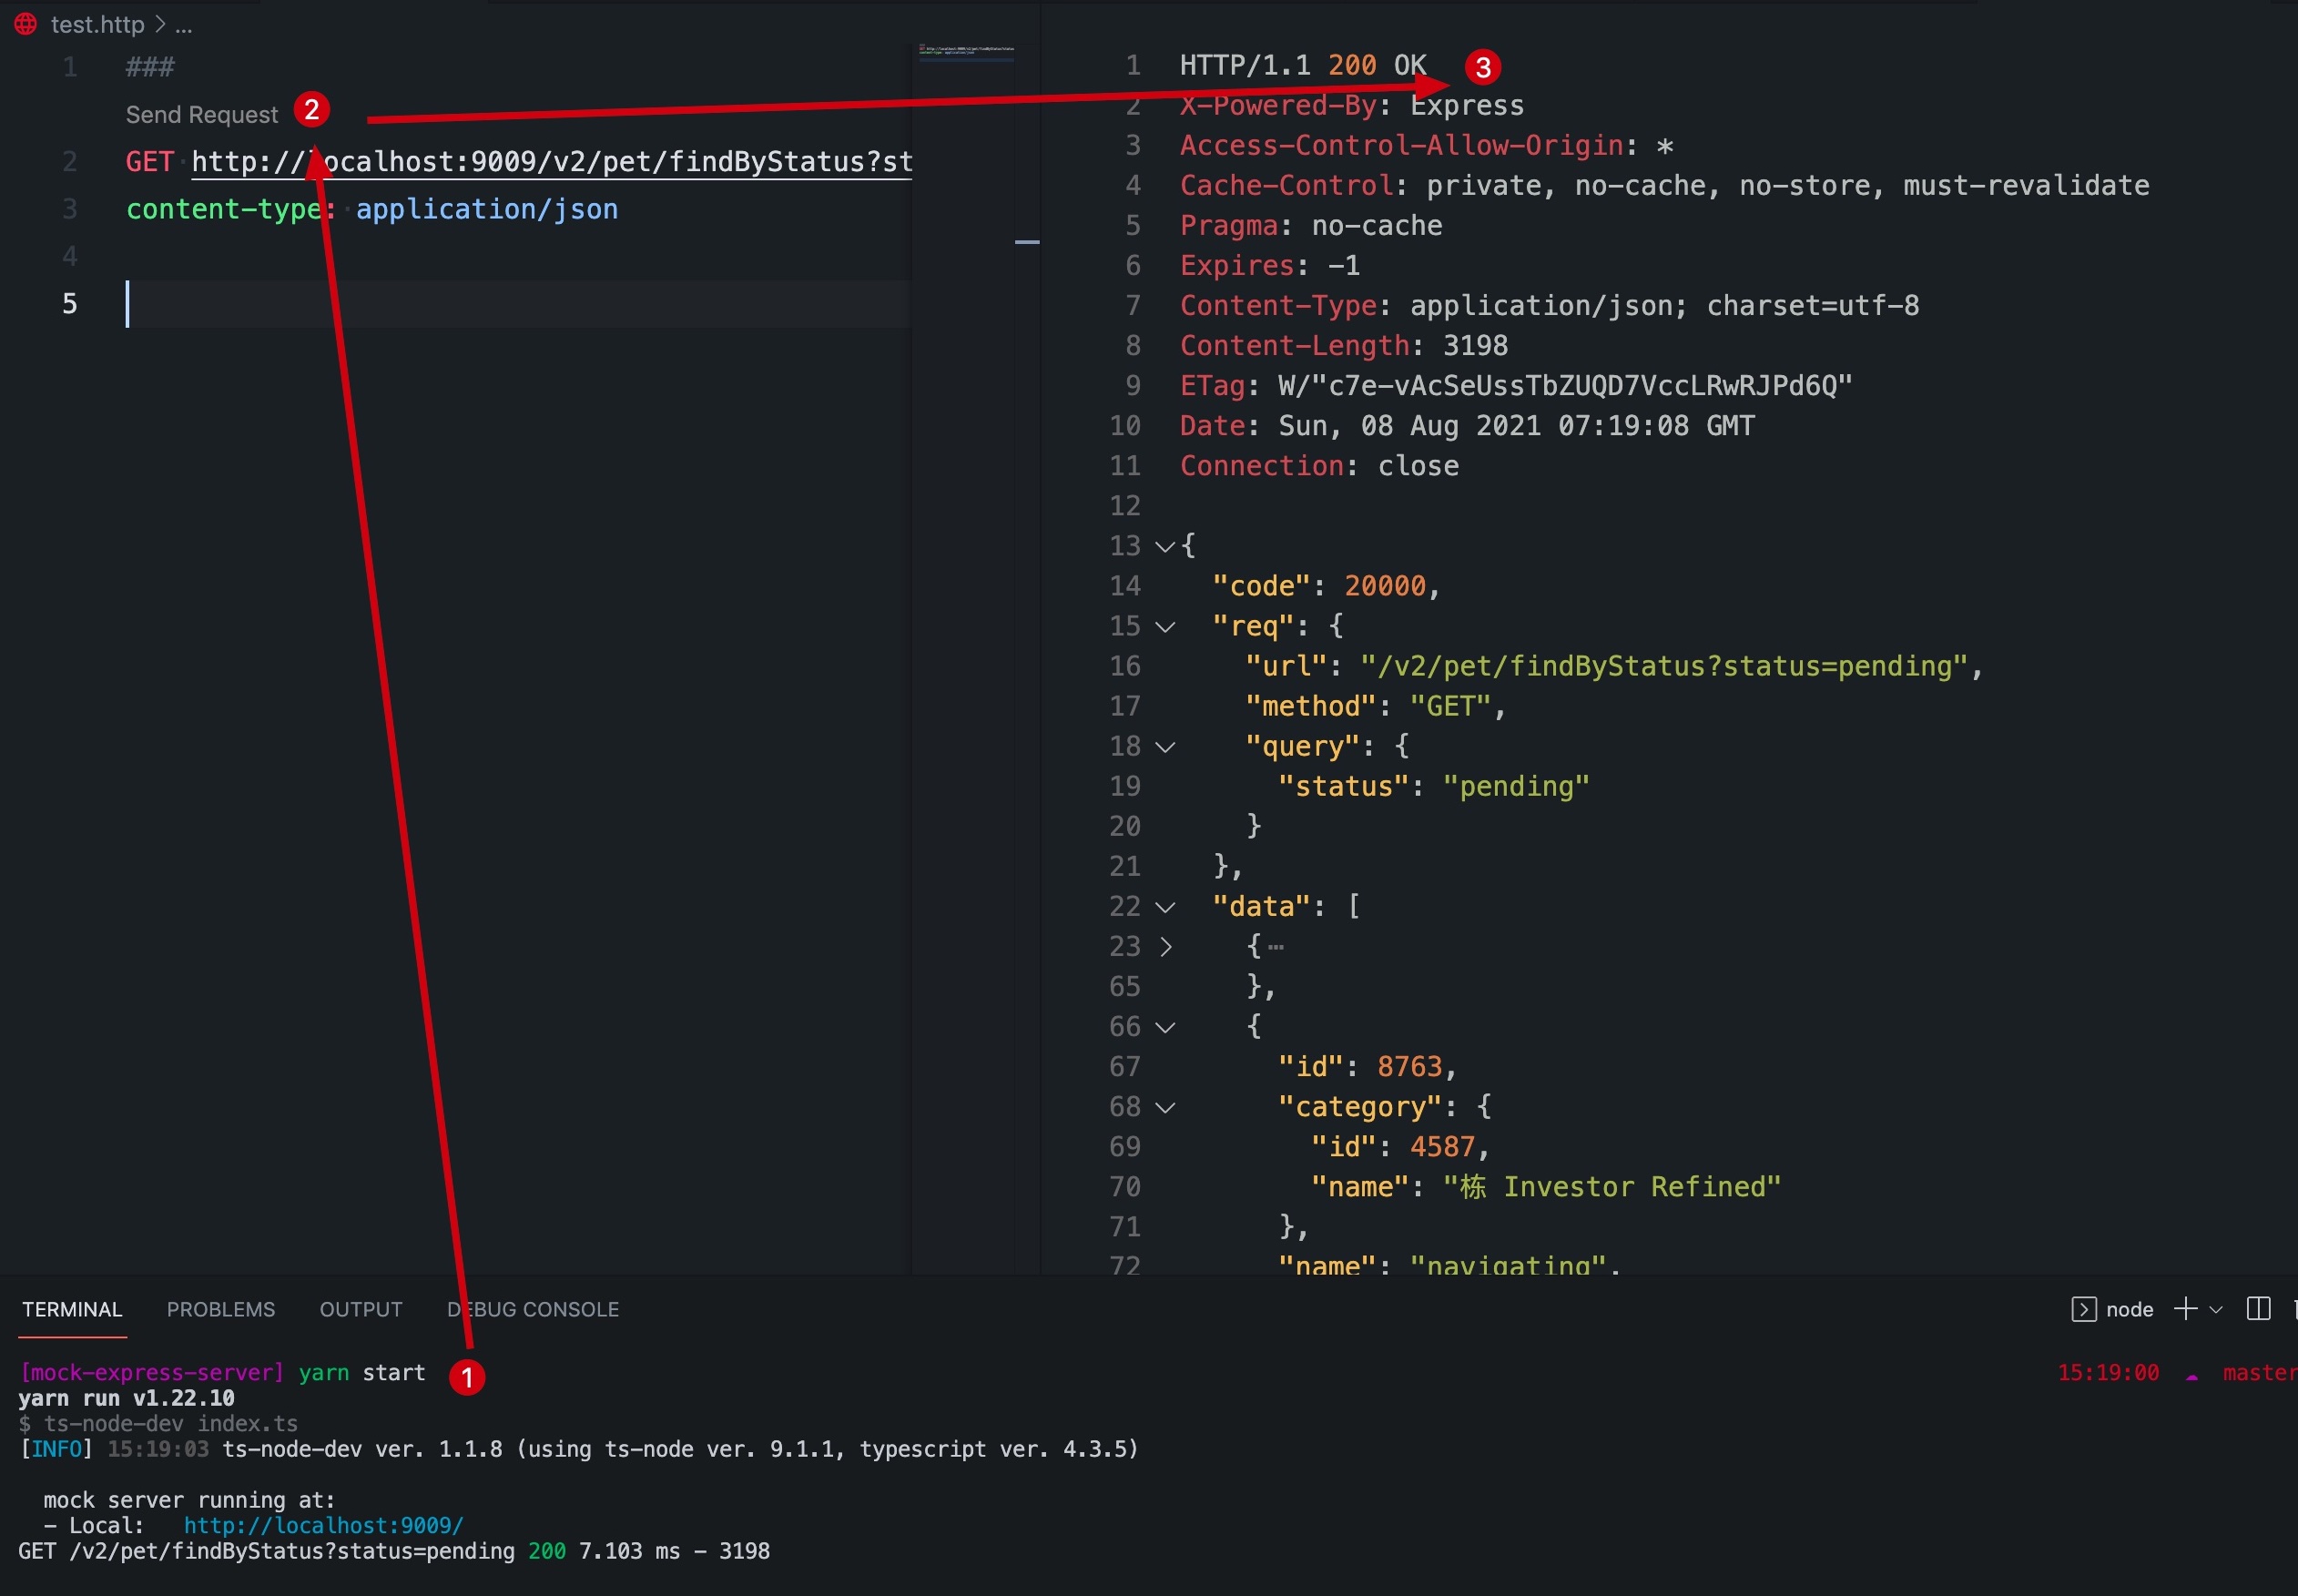 test.http > ...
1 ###
Send Request 2
2 GET http://localhost:9009/v2/pet/findByStatus?st
3 content-type: application/json
4
5
1 HTTP/1.1 200 OK 3
2 X-Powered-By: Express
3 Access-Control-Allow-Origin: *
4 Cache-Control: private, no-cache, no-store, must-revalidate
5 Pragma: no-cache
6 Expires: -1
7 Content-Type: application/json; charset=utf-8
8 Content-Length: 3198
9 ETag: W/"c7e-vAcSeUssTbZUQD7VccLRwRJPd6Q"
10 Date: Sun, 08 Aug 2021 07:19:08 GMT
11 Connection: close
12
13 {
14 "code": 20000,
15 "req": {
16 "url": "/v2/pet/findByStatus?status=pending",
17 "method": "GET",
18 "query": {
19 "status": "pending"
20 }
21 },
22 "data": [
23 {…
65 },
66 {
67 "id": 8763,
68 "category": {
69 "id": 4587,
70 "name": "栋 Investor Refined"
71 },
72 "name": "navigating",
TERMINAL PROBLEMS OUTPUT DEBUG CONSOLE node
[mock-express-server] yarn start 1 15:19:00 master
yarn run v1.22.10
$ ts-node-dev index.ts
[INFO] 15:19:03 ts-node-dev ver. 1.1.8 (using ts-node ver. 9.1.1, typescript ver. 4.3.5)
mock server running at:
- Local: http://localhost:9009/
GET /v2/pet/findByStatus?status=pending 200 7.103 ms - 3198